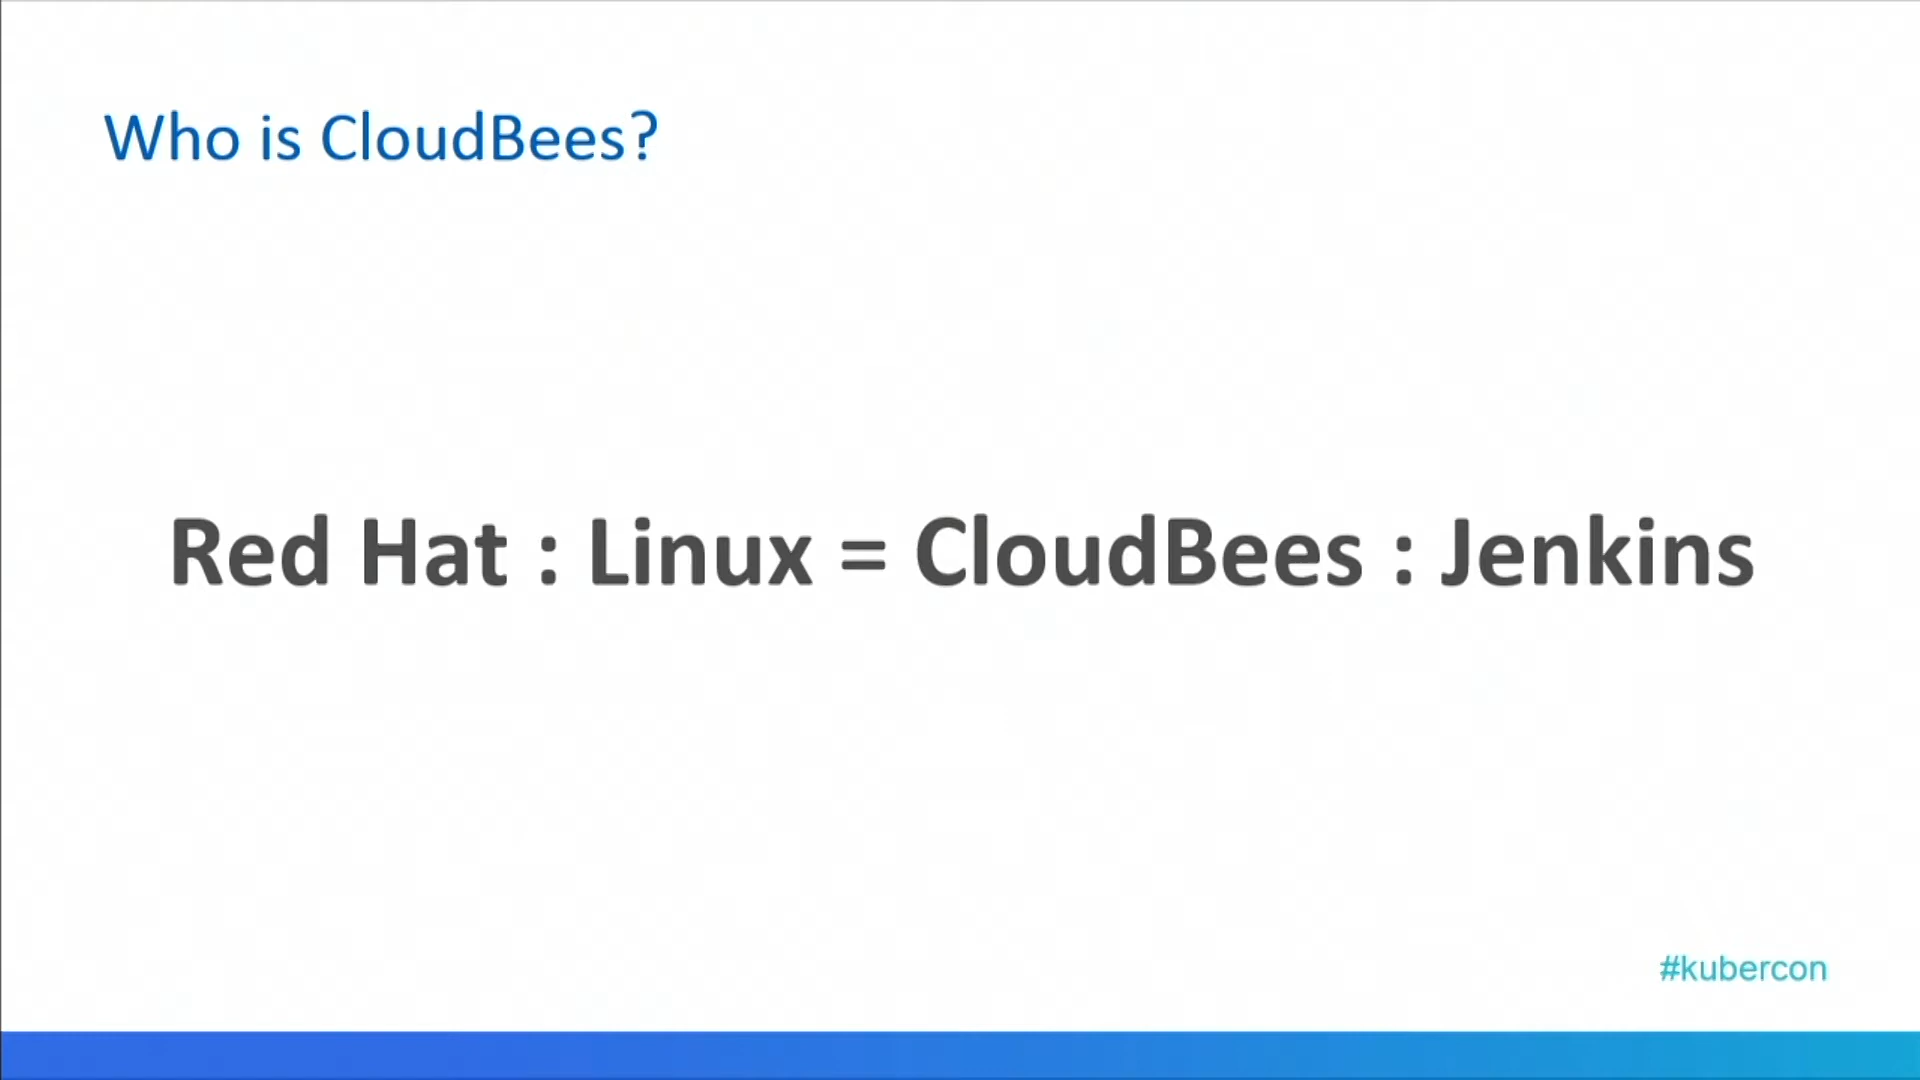 Who is CloudBees?
Red Hat : Linux = CloudBees : Jenkins
#kubercon